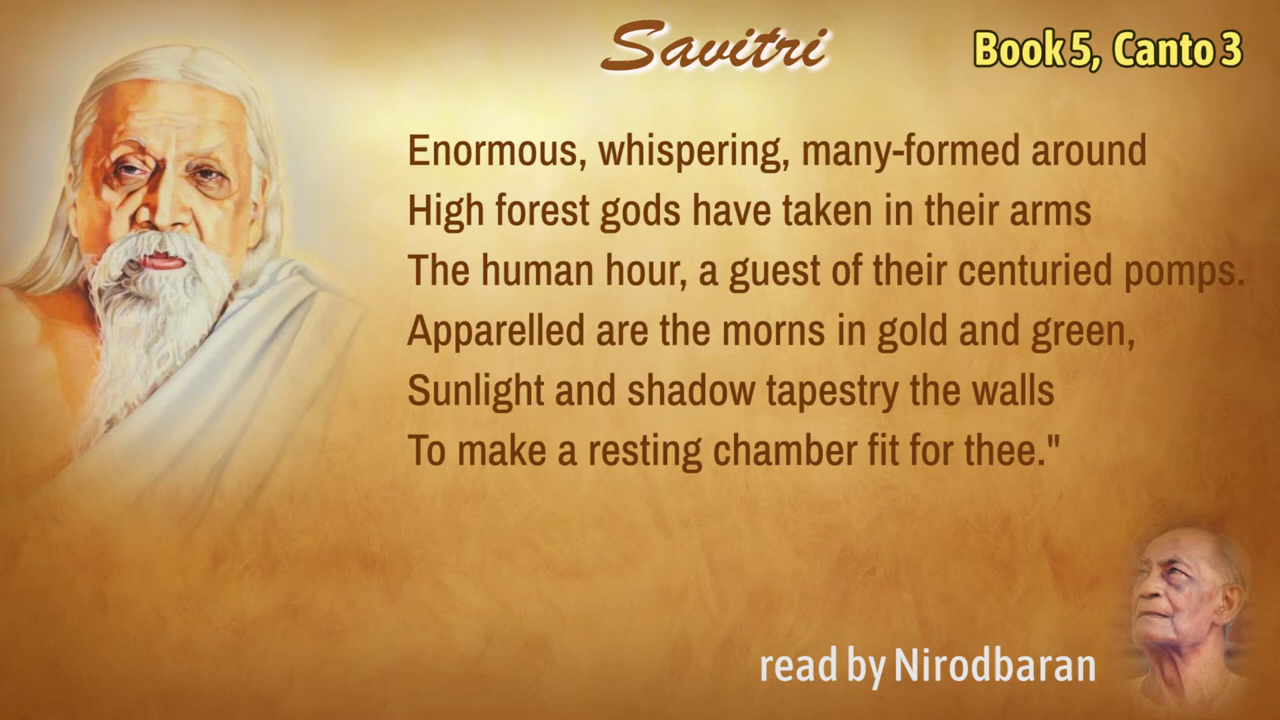 Savitri
Book 5, Canto 3
Enormous, whispering, many-formed around
High forest gods have taken in their arms
The human hour, a guest of their centuried pomps.
Apparelled are the morns in gold and green,
Sunlight and shadow tapestry the walls
To make a resting chamber fit for thee."
read by Nirodbaran